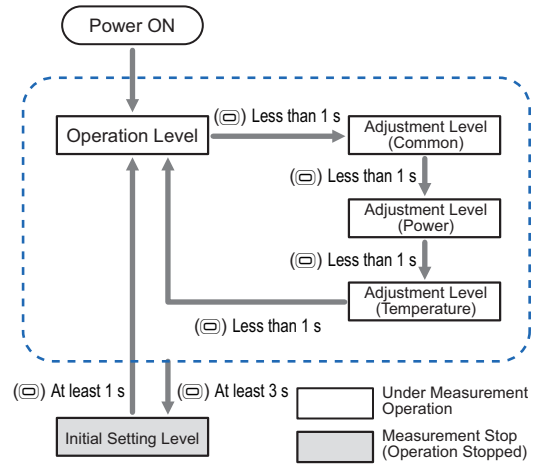 Power ON
Operation Level
() Less than 1 s
Adjustment Level
(Common)
() Less than 1 s
Adjustment Level
(Power)
() Less than 1 s
Adjustment Level
(Temperature)
() Less than 1 s
() At least 1 s
() At least 3 s
Initial Setting Level
Under Measurement
Operation
Measurement Stop
(Operation Stopped)